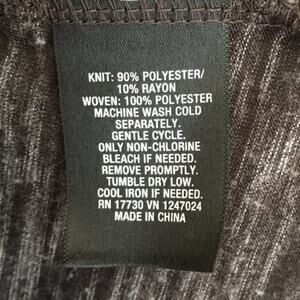 KNIT: 90% POLYESTER/
10% RAYON
WOVEN: 100% POLYESTER
MACHINE WASH COLD
SEPARATELY.
GENTLE CYCLE.
ONLY NON-CHLORINE
BLEACH IF NEEDED.
REMOVE PROMPTLY.
TUMBLE DRY LOW.
COOL IRON IF NEEDED.
RN 17730 VN 1247024
MADE IN CHINA